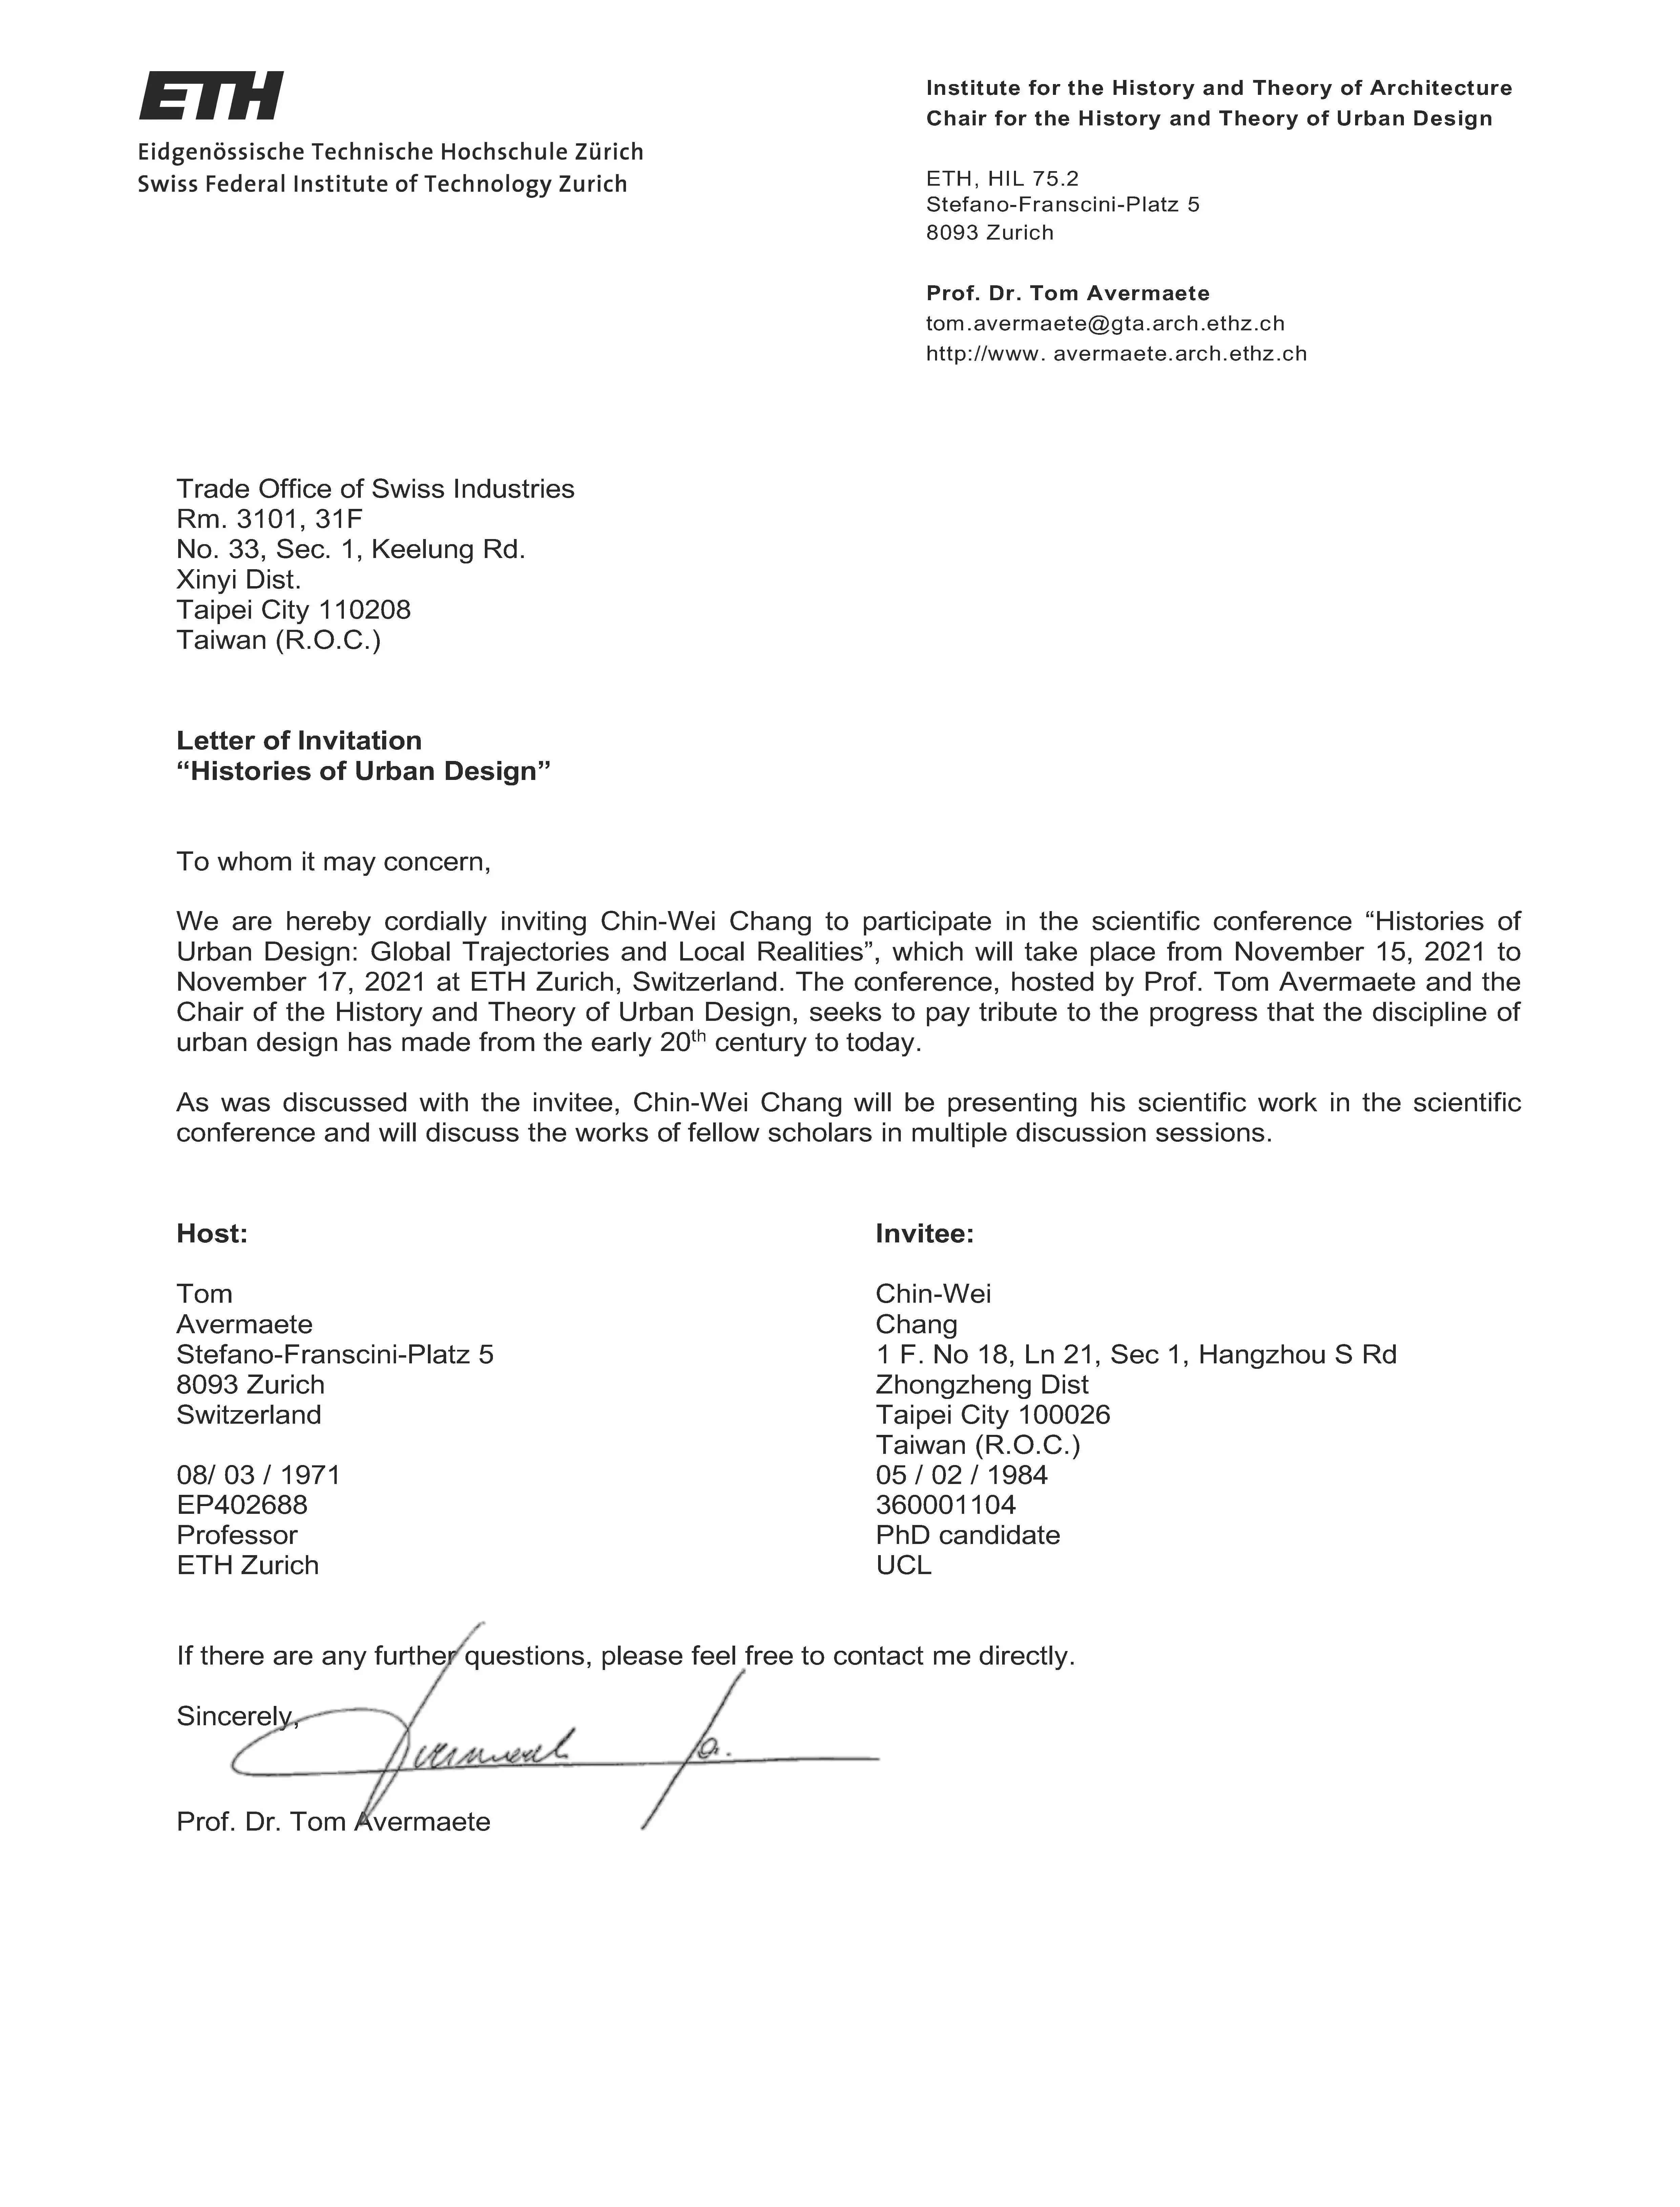 ETH
Eidgenössische Technische Hochschule Zürich
Swiss Federal Institute of Technology Zurich
Institute for the History and Theory of Architecture
Chair for the History and Theory of Urban Design
ETH, HIL 75.2
Stefano-Franscini-Platz 5
8093 Zurich
Prof. Dr. Tom Avermaete
tom.avermaete@gta.arch.ethz.ch
http://www. avermaete.arch.ethz.ch
Trade Office of Swiss Industries
Rm. 3101, 31F
No. 33, Sec. 1, Keelung Rd.
Xinyi Dist.
Taipei City 110208
Taiwan (R.O.C.)
Letter of Invitation
“Histories of Urban Design”
To whom it may concern,
We are hereby cordially inviting Chin-Wei Chang to participate in the scientific conference “Histories of
Urban Design: Global Trajectories and Local Realities”, which will take place from November 15, 2021 to
November 17, 2021 at ETH Zurich, Switzerland. The conference, hosted by Prof. Tom Avermaete and the
Chair of the History and Theory of Urban Design, seeks to pay tribute to the progress that the discipline of
urban design has made from the early 20th century to today.
As was discussed with the invitee, Chin-Wei Chang will be presenting his scientific work in the scientific
conference and will discuss the works of fellow scholars in multiple discussion sessions.
Host:
Tom
Avermaete
Stefano-Franscini-Platz 5
8093 Zurich
Switzerland
08/ 03 / 1971
EP402688
Professor
ETH Zurich
Invitee:
Chin-Wei
Chang
1 F. No 18, Ln 21, Sec 1, Hangzhou S Rd
Zhongzheng Dist
Taipei City 100026
Taiwan (R.O.C.)
05 / 02 / 1984
360001104
PhD candidate
UCL
If there are any further questions, please feel free to contact me directly.
Sincerely,
Prof. Dr. Tom Avermaete